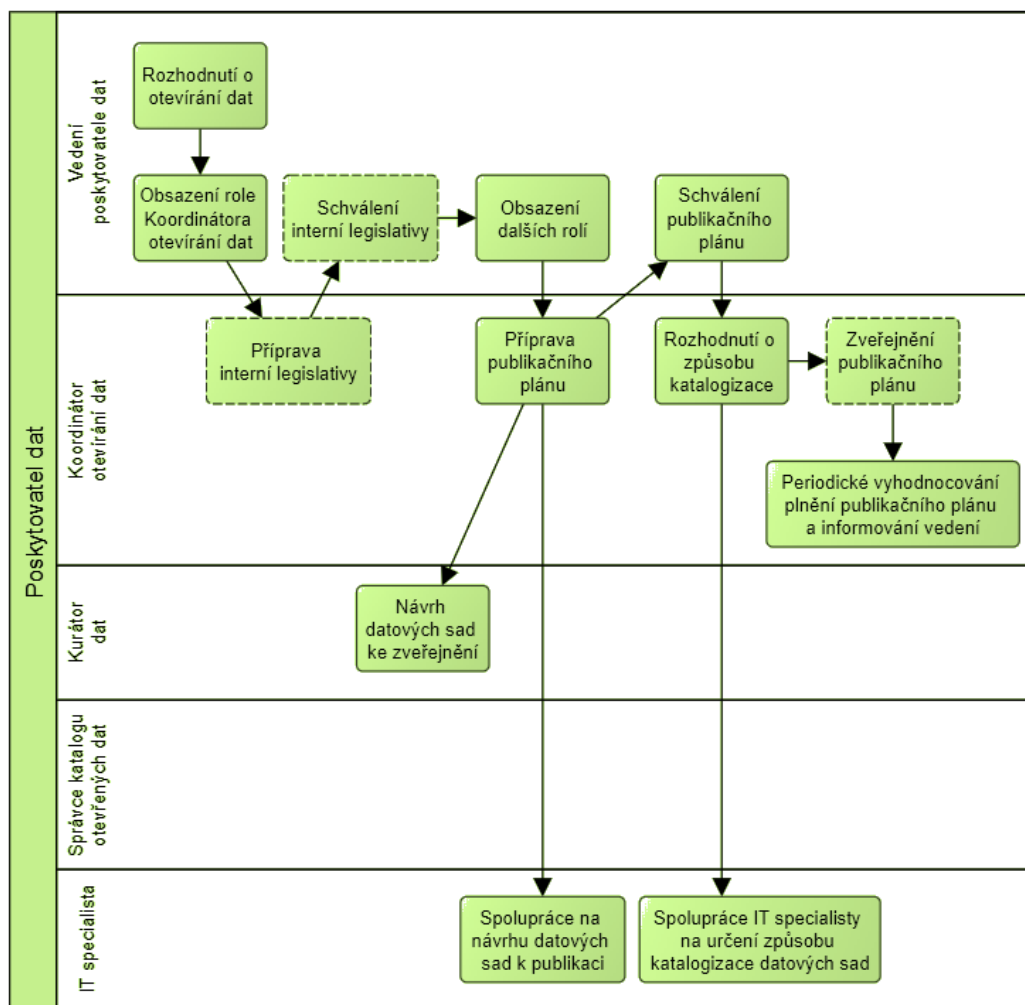 Poskytovatel dat
Vedení
poskytovatele dat
Rozhodnutí o
otevírání dat
Obsazení role
Koordinátora
otevírání dat
Schválení
interní legislativy
Obsazení
dalších rolí
Schválení
publikačního
plánu
Koordinátor
otevírání dat
Příprava
interní legislativy
Příprava
publikačního
plánu
Rozhodnutí o
způsobu
katalogizace
Zveřejnění
publikačního
plánu
Periodické vyhodnocování
plnění publikačního plánu
a informování vedení
Kurátor
dat
Návrh
datových sad
ke zveřejnění
Správce katalogu
otevřených dat
IT specialista
Spolupráce na
návrhu datových
sad k publikaci
Spolupráce IT specialisty
na určení způsobu
katalogizace datových sad